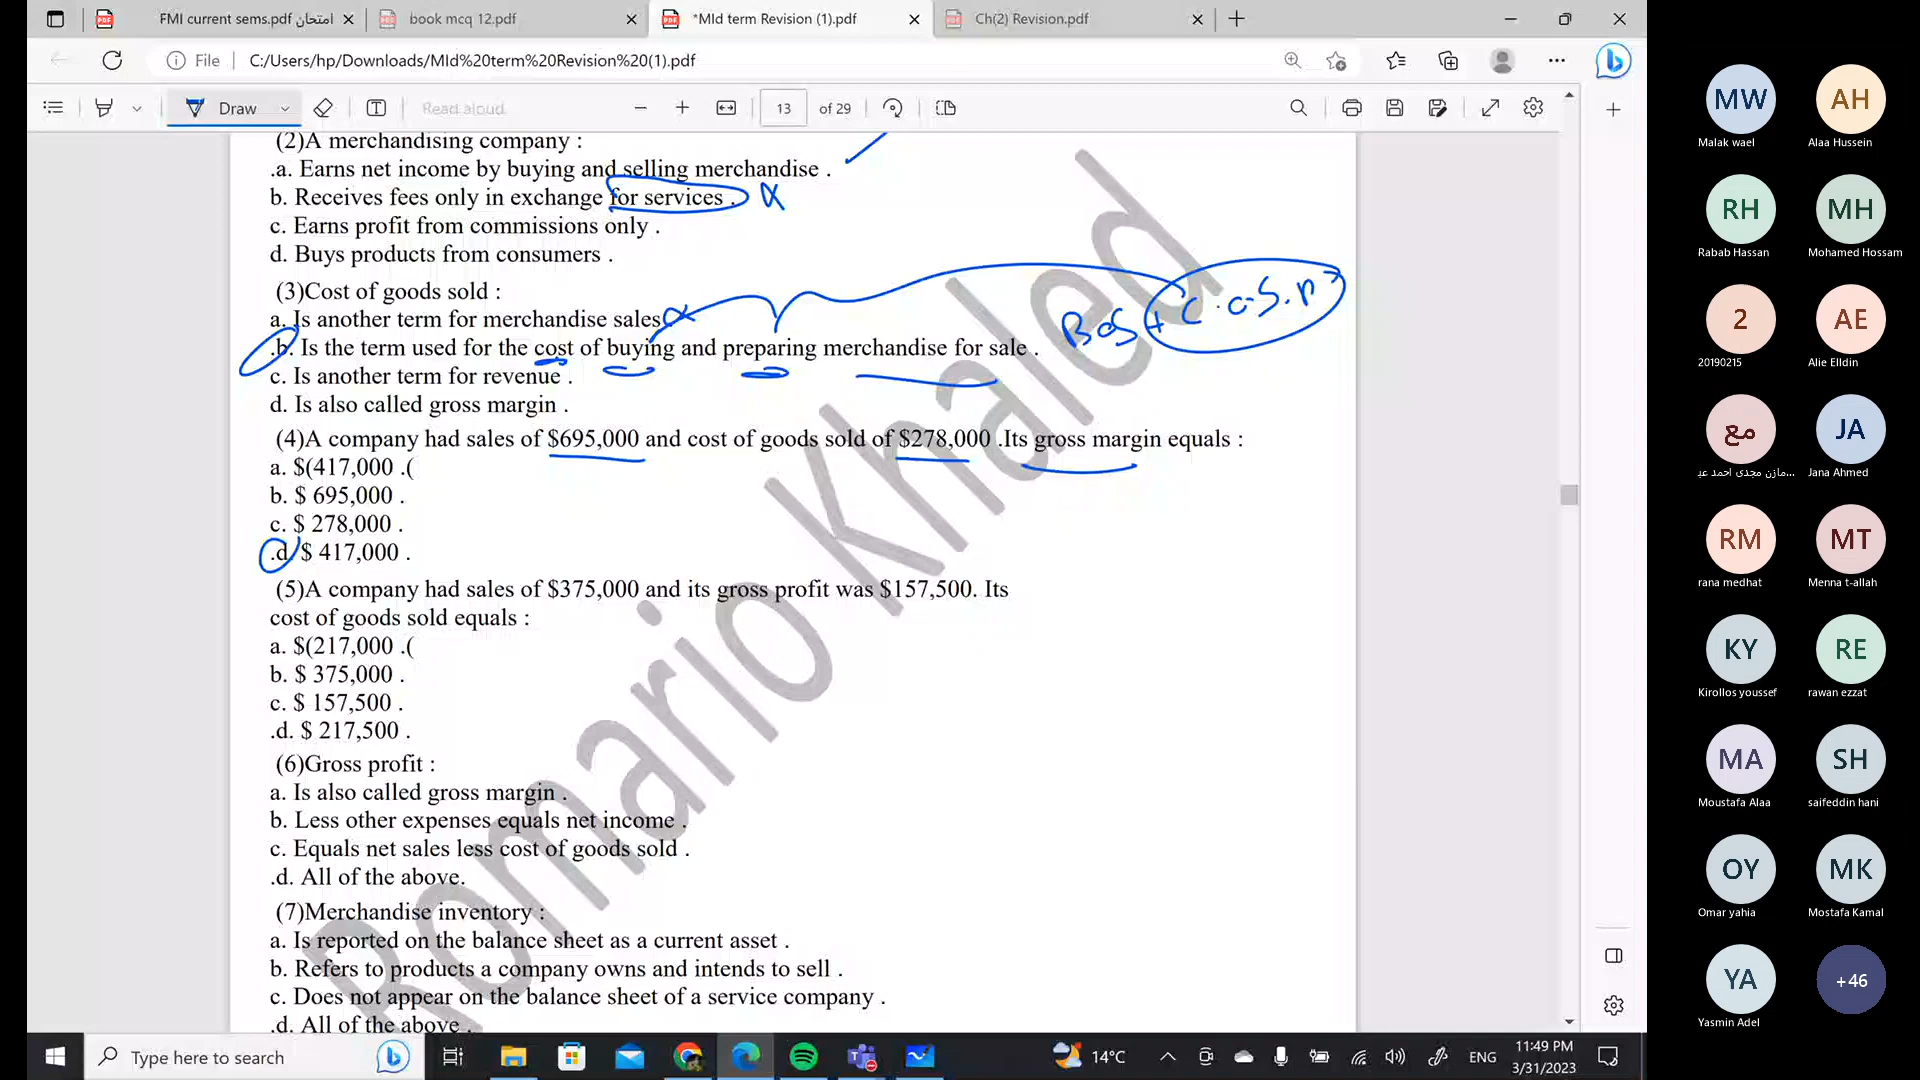 FMI current sems.pdf امتحان
book mcq 12.pdf
*MId term Revision (1).pdf
Ch(2) Revision.pdf
File
C:/Users/hp/Downloads/MId%20term%20Revision%20(1).pdf
Draw
Read aloud
13
of 29
(2)A merchandising company :
.a. Earns net income by buying and selling merchandise .
b. Receives fees only in exchange for services .
c. Earns profit from commissions only .
d. Buys products from consumers .
(3)Cost of goods sold :
a. Is another term for merchandise sales
.b. Is the term used for the cost of buying and preparing merchandise for sale .
c. Is another term for revenue .
d. Is also called gross margin .
(4)A company had sales of $695,000 and cost of goods sold of $278,000 .Its gross margin equals :
a. $(417,000 .(
b. $ 695,000 .
c. $ 278,000 .
.d. $ 417,000 .
(5)A company had sales of $375,000 and its gross profit was $157,500. Its
cost of goods sold equals :
a. $(217,000 .(
b. $ 375,000 .
c. $ 157,500 .
.d. $ 217,500 .
(6)Gross profit :
a. Is also called gross margin .
b. Less other expenses equals net income .
c. Equals net sales less cost of goods sold .
.d. All of the above.
(7)Merchandise inventory :
a. Is reported on the balance sheet as a current asset .
b. Refers to products a company owns and intends to sell .
c. Does not appear on the balance sheet of a service company .
.d. All of the above .
Romario Khaled
MW
Malak wael
AH
Alaa Hussein
RH
Rabab Hassan
MH
Mohamed Hossam
2
20190215
AE
Alie Elldin
مع
مازن مجدى احمد عبـ...
JA
Jana Ahmed
RM
rana medhat
MT
Menna t-allah
KY
Kirollos youssef
RE
rawan ezzat
MA
Moustafa Alaa
SH
saifeddin hani
OY
Omar yahia
MK
Mostafa Kamal
YA
Yasmin Adel
+46
Type here to search
14°C
ENG
11:49 PM
3/31/2023